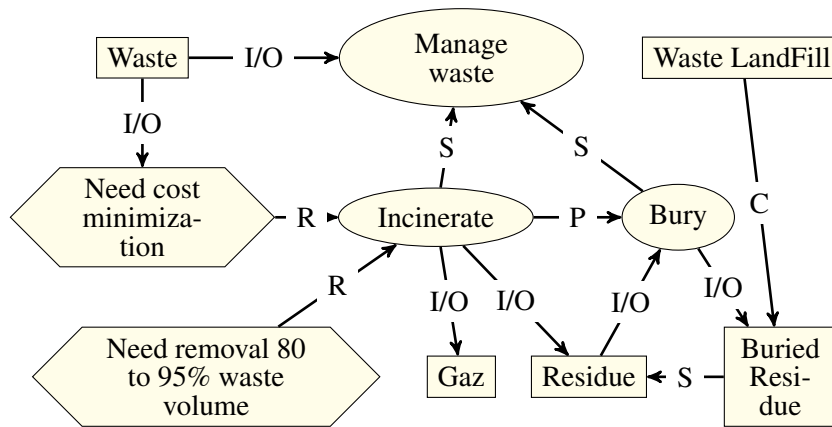 Waste
I/O
Manage
waste
Waste LandFill
I/O
S
S
Need cost
minimiza-
tion
R
Incinerate
P
Bury
C
R
I/O
I/O
I/O
I/O
Need removal 80
to 95% waste
volume
Gaz
Residue
S
Buried
Resi-
due